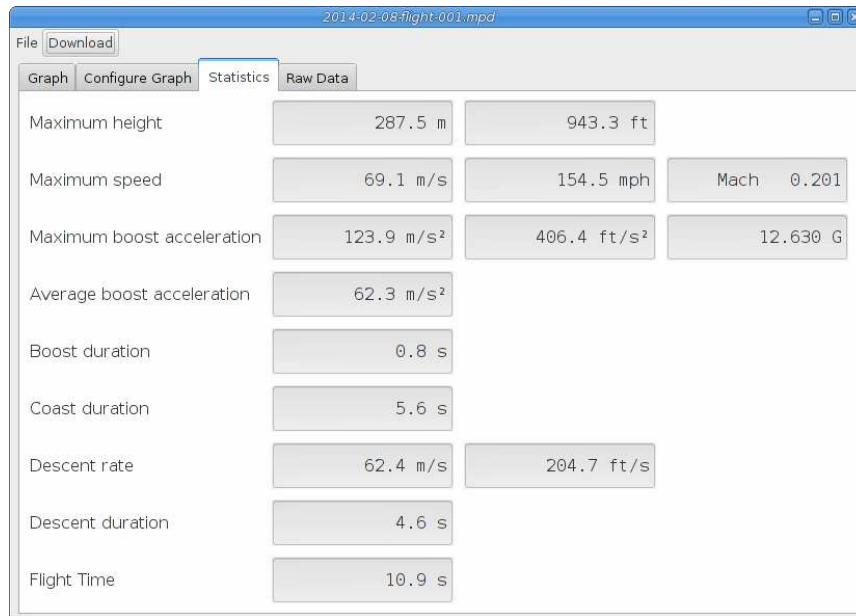 2014-02-08-flight-001.mpd
File Download
Graph Configure Graph Statistics Raw Data
Maximum height 287.5 m 943.3 ft
Maximum speed 69.1 m/s 154.5 mph Mach 0.201
Maximum boost acceleration 123.9 m/s² 406.4 ft/s² 12.630 G
Average boost acceleration 62.3 m/s²
Boost duration 0.8 s
Coast duration 5.6 s
Descent rate 62.4 m/s 204.7 ft/s
Descent duration 4.6 s
Flight Time 10.9 s